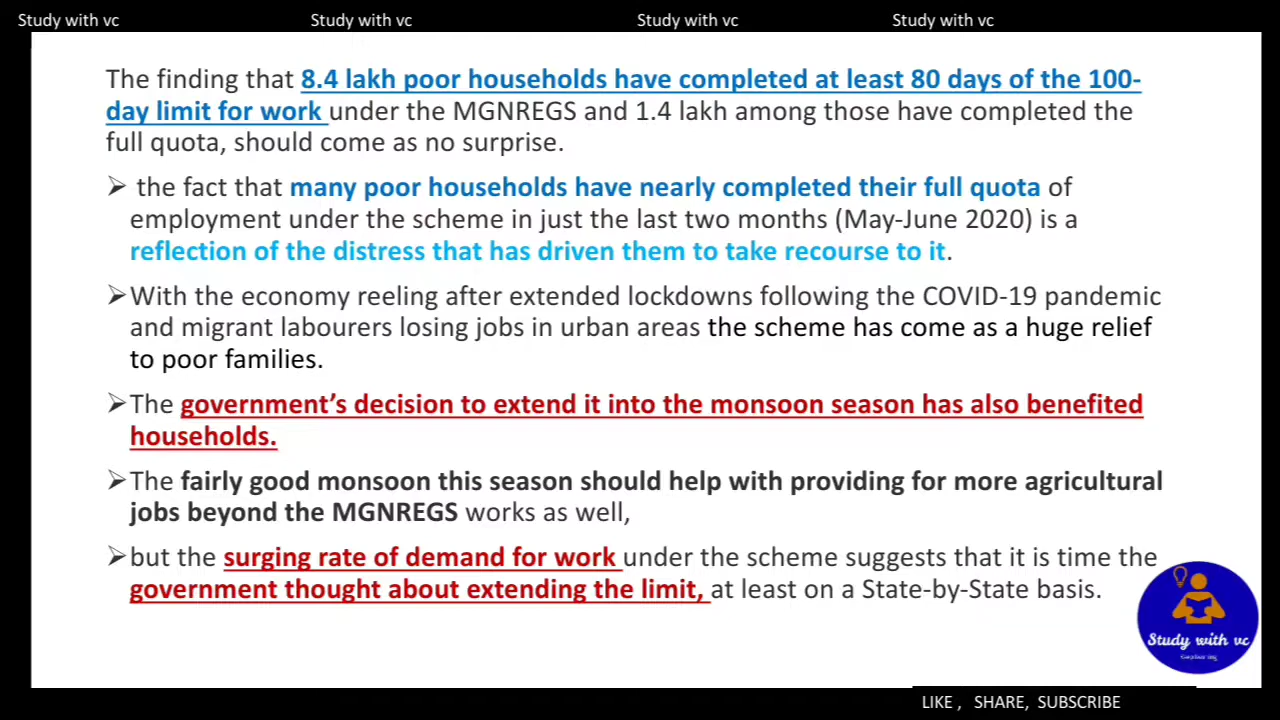 Study with vc Study with vc Study with vc Study with vc
The finding that 8.4 lakh poor households have completed at least 80 days of the 100-
day limit for work under the MGNREGS and 1.4 lakh among those have completed the
full quota, should come as no surprise.
➢ the fact that many poor households have nearly completed their full quota of
employment under the scheme in just the last two months (May-June 2020) is a
reflection of the distress that has driven them to take recourse to it.
➢With the economy reeling after extended lockdowns following the COVID-19 pandemic
and migrant labourers losing jobs in urban areas the scheme has come as a huge relief
to poor families.
➢The government’s decision to extend it into the monsoon season has also benefited
households.
➢The fairly good monsoon this season should help with providing for more agricultural
jobs beyond the MGNREGS works as well,
➢but the surging rate of demand for work under the scheme suggests that it is time the
government thought about extending the limit, at least on a State-by-State basis.
Study with vc
LIKE , SHARE, SUBSCRIBE